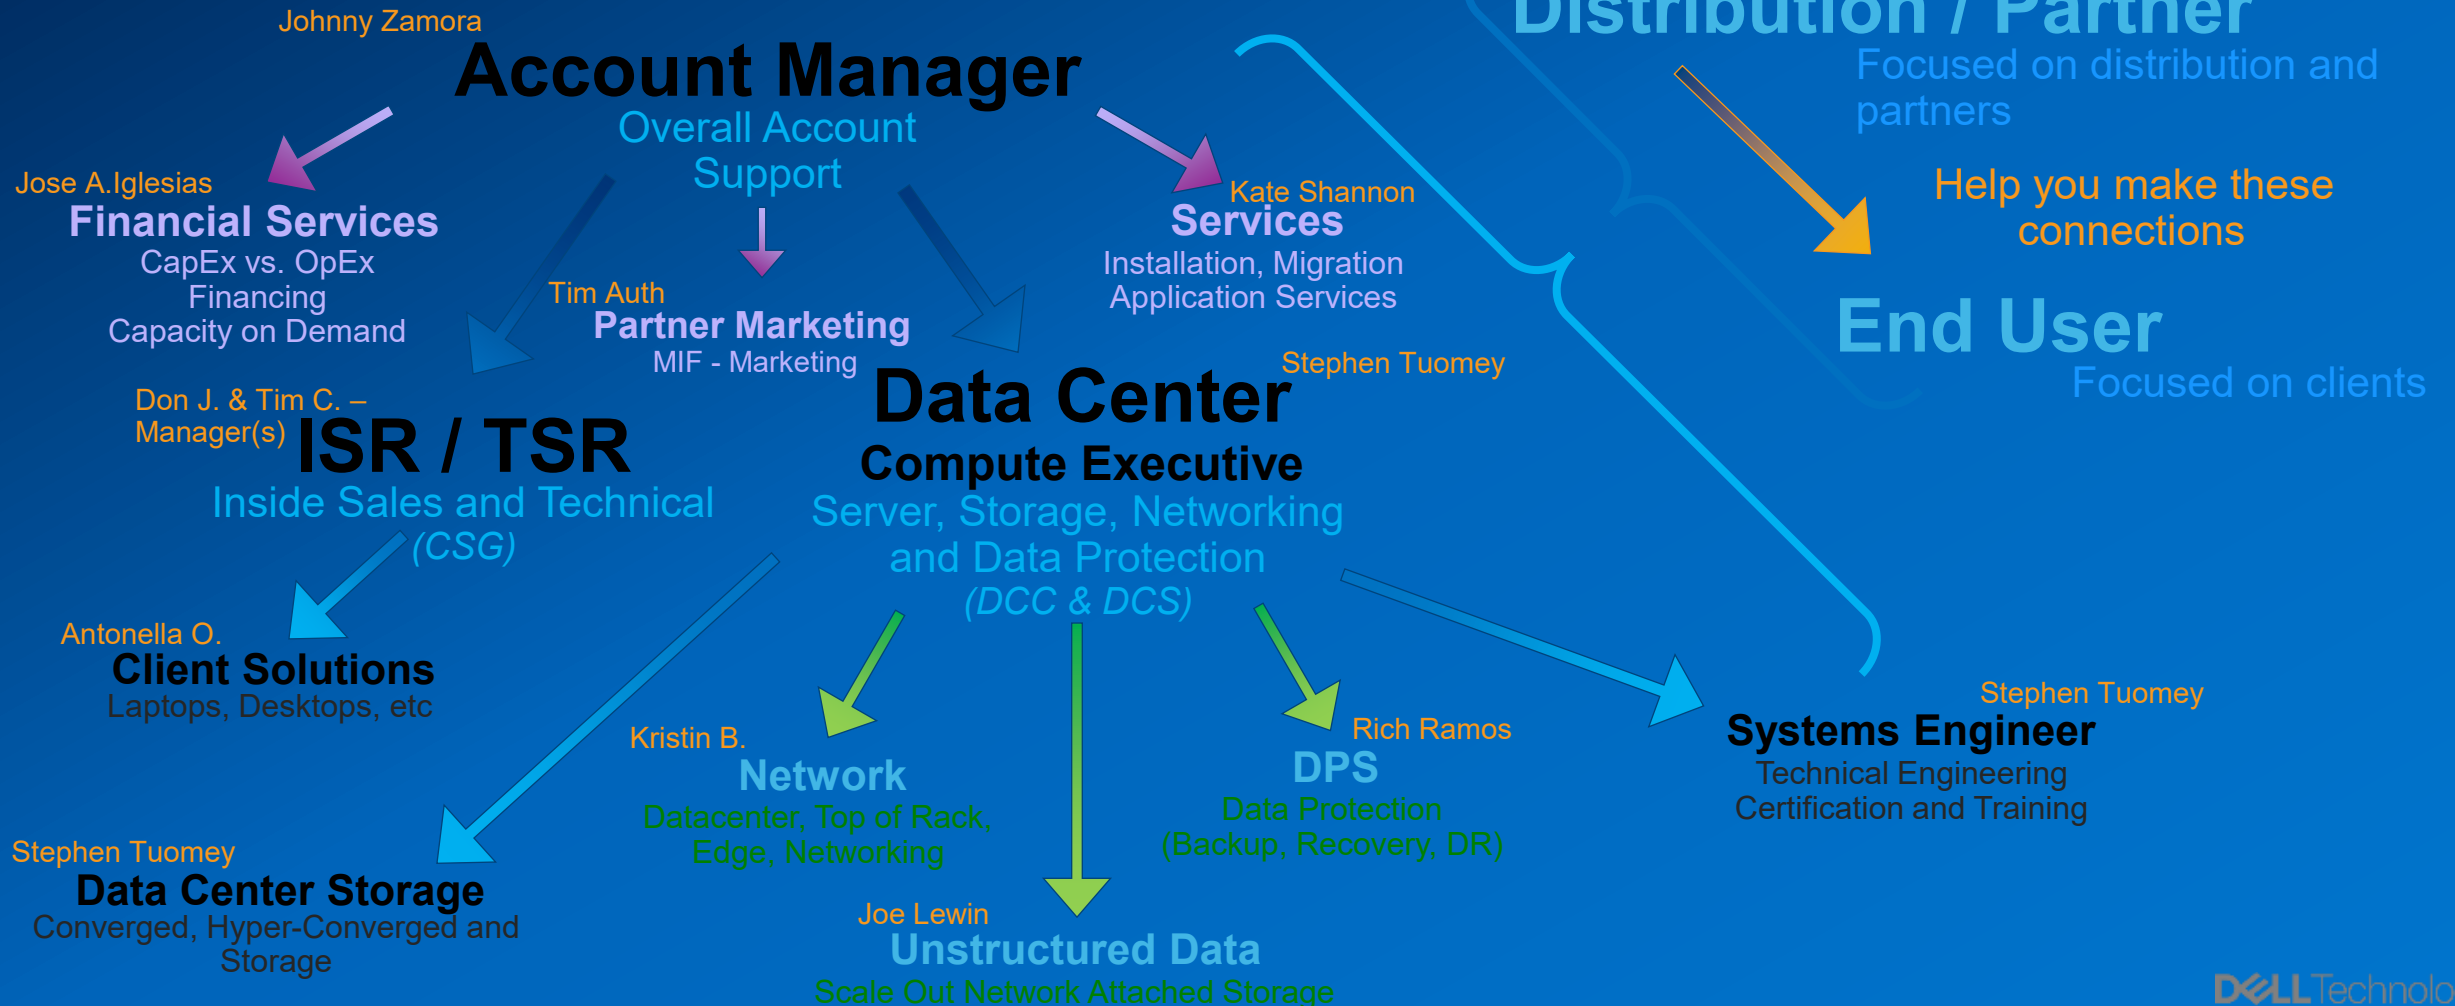 Johnny Zamora
Account Manager
Overall Account
Support
Jose A.Iglesias
Financial Services
CapEx vs. OpEx
Financing
Capacity on Demand
Tim Auth
Partner Marketing
MIF - Marketing
Kate Shannon
Services
Installation, Migration
Application Services
Distribution / Partner
Focused on distribution and
partners
Help you make these
connections
End User
Focused on clients
Don J. & Tim C. –
Manager(s)
ISR / TSR
Inside Sales and Technical
(CSG)
Stephen Tuomey
Data Center
Compute Executive
Server, Storage, Networking
and Data Protection
(DCC & DCS)
Antonella O.
Client Solutions
Laptops, Desktops, etc
Stephen Tuomey
Data Center Storage
Converged, Hyper-Converged and
Storage
Kristin B.
Network
Datacenter, Top of Rack,
Edge, Networking
Joe Lewin
Unstructured Data
Scale Out Network Attached Storage
Rich Ramos
DPS
Data Protection
(Backup, Recovery, DR)
Stephen Tuomey
Systems Engineer
Technical Engineering
Certification and Training
DELLTechnolo